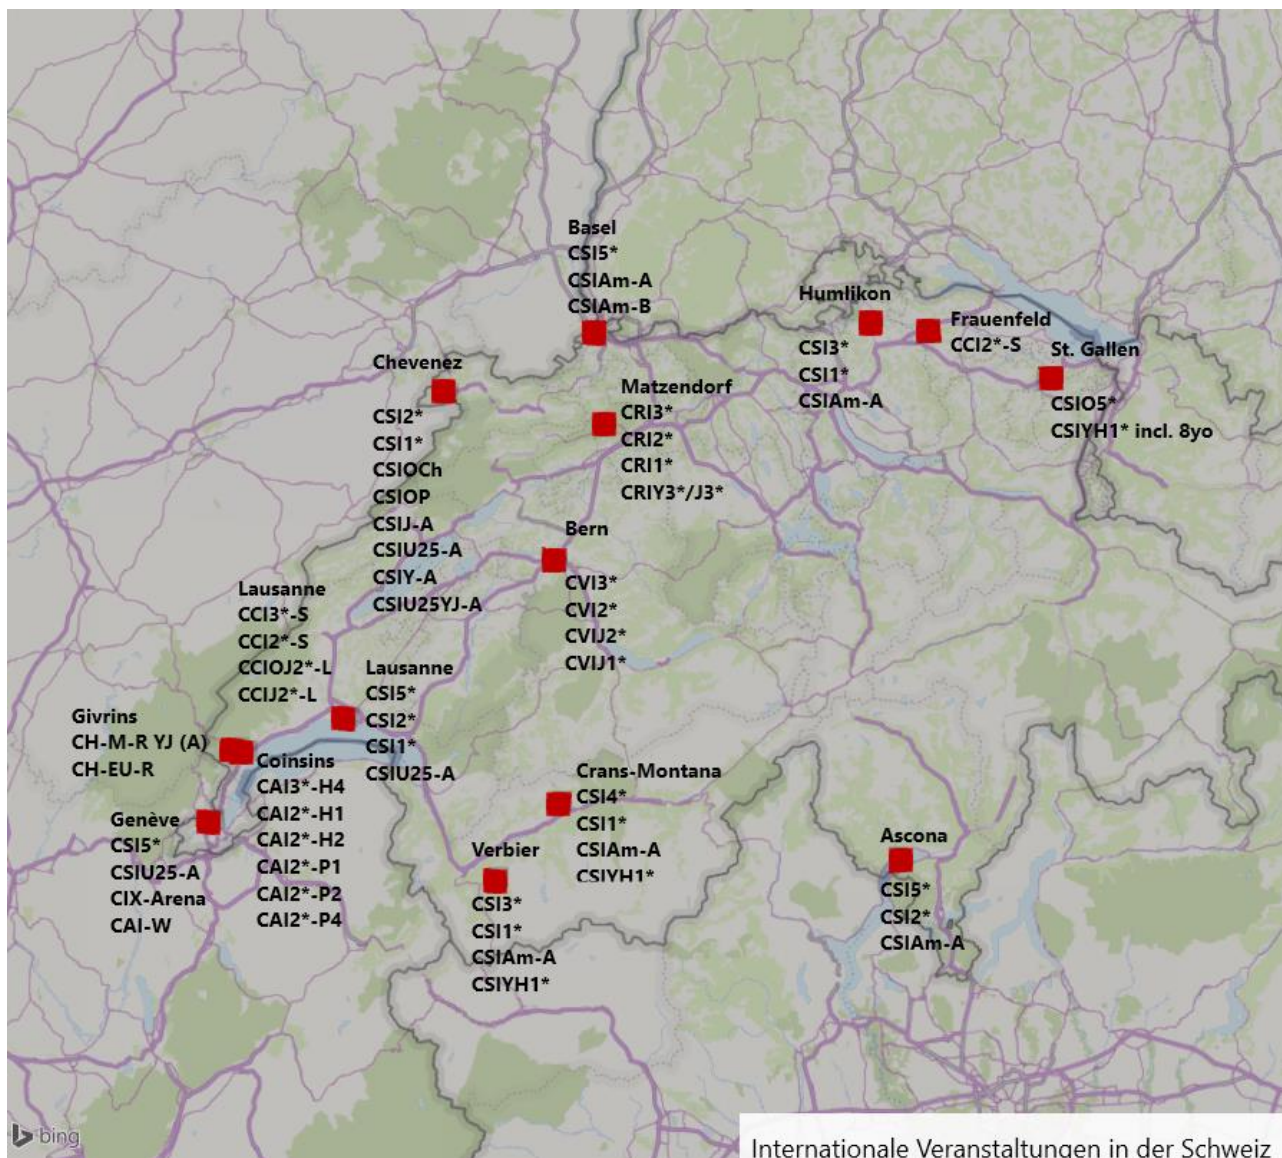 Basel
CSI5*
CSIAm-A
CSIAm-B
Humlikon
CSI3*
CSI1*
CSIAm-A
Frauenfeld
CCI2*-S
St. Gallen
CSIO5*
CSIYH1* incl. 8yo
Chevenez
CSI2*
CSI1*
CSIOCh
CSIOP
CSIJ-A
CSIU25-A
CSIY-A
CSIU25YJ-A
Matzendorf
CRI3*
CRI2*
CRI1*
CRIY3*/J3*
Bern
CVI3*
CVI2*
CVIJ2*
CVIJ1*
Lausanne
CCI3*-S
CCI2*-S
CCIOJ2*-L
CCIJ2*-L
Lausanne
CSI5*
CSI2*
CSI1*
CSIU25-A
Givrins
CH-M-R YJ (A)
CH-EU-R
Coinsins
CAI3*-H4
CAI2*-H1
CAI2*-H2
CAI2*-P1
CAI2*-P2
CAI2*-P4
Genève
CSI5*
CSIU25-A
CIX-Arena
CAI-W
Crans-Montana
CSI4*
CSI1*
CSIAm-A
CSIYH1*
Verbier
CSI3*
CSI1*
CSIAm-A
CSIYH1*
Ascona
CSI5*
CSI2*
CSIAm-A
bing
Internationale Veranstaltungen in der Schweiz